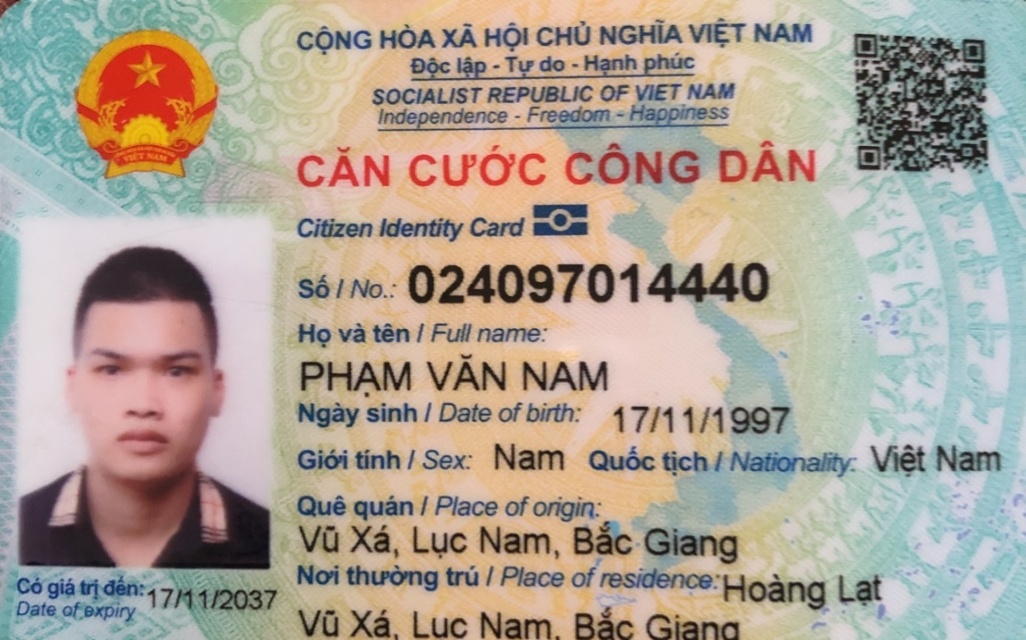 CỘNG HÒA XÃ HỘI CHỦ NGHĨA VIỆT NAM
Độc lập - Tự do - Hạnh phúc
SOCIALIST REPUBLIC OF VIET NAM
Independence - Freedom - Happiness
VIỆT NAM
CĂN CƯỚC CÔNG DÂN
Citizen Identity Card
Số / No.: 024097014440
Họ và tên / Full name:
PHẠM VĂN NAM
Ngày sinh / Date of birth: 17/11/1997
Giới tính / Sex: Nam Quốc tịch / Nationality: Việt Nam
Quê quán / Place of origin:
Vũ Xá, Lục Nam, Bắc Giang
Nơi thường trú / Place of residence: Hoàng Lạt
Vũ Xá, Lục Nam, Bắc Giang
Có giá trị đến: 17/11/2037
Date of expiry